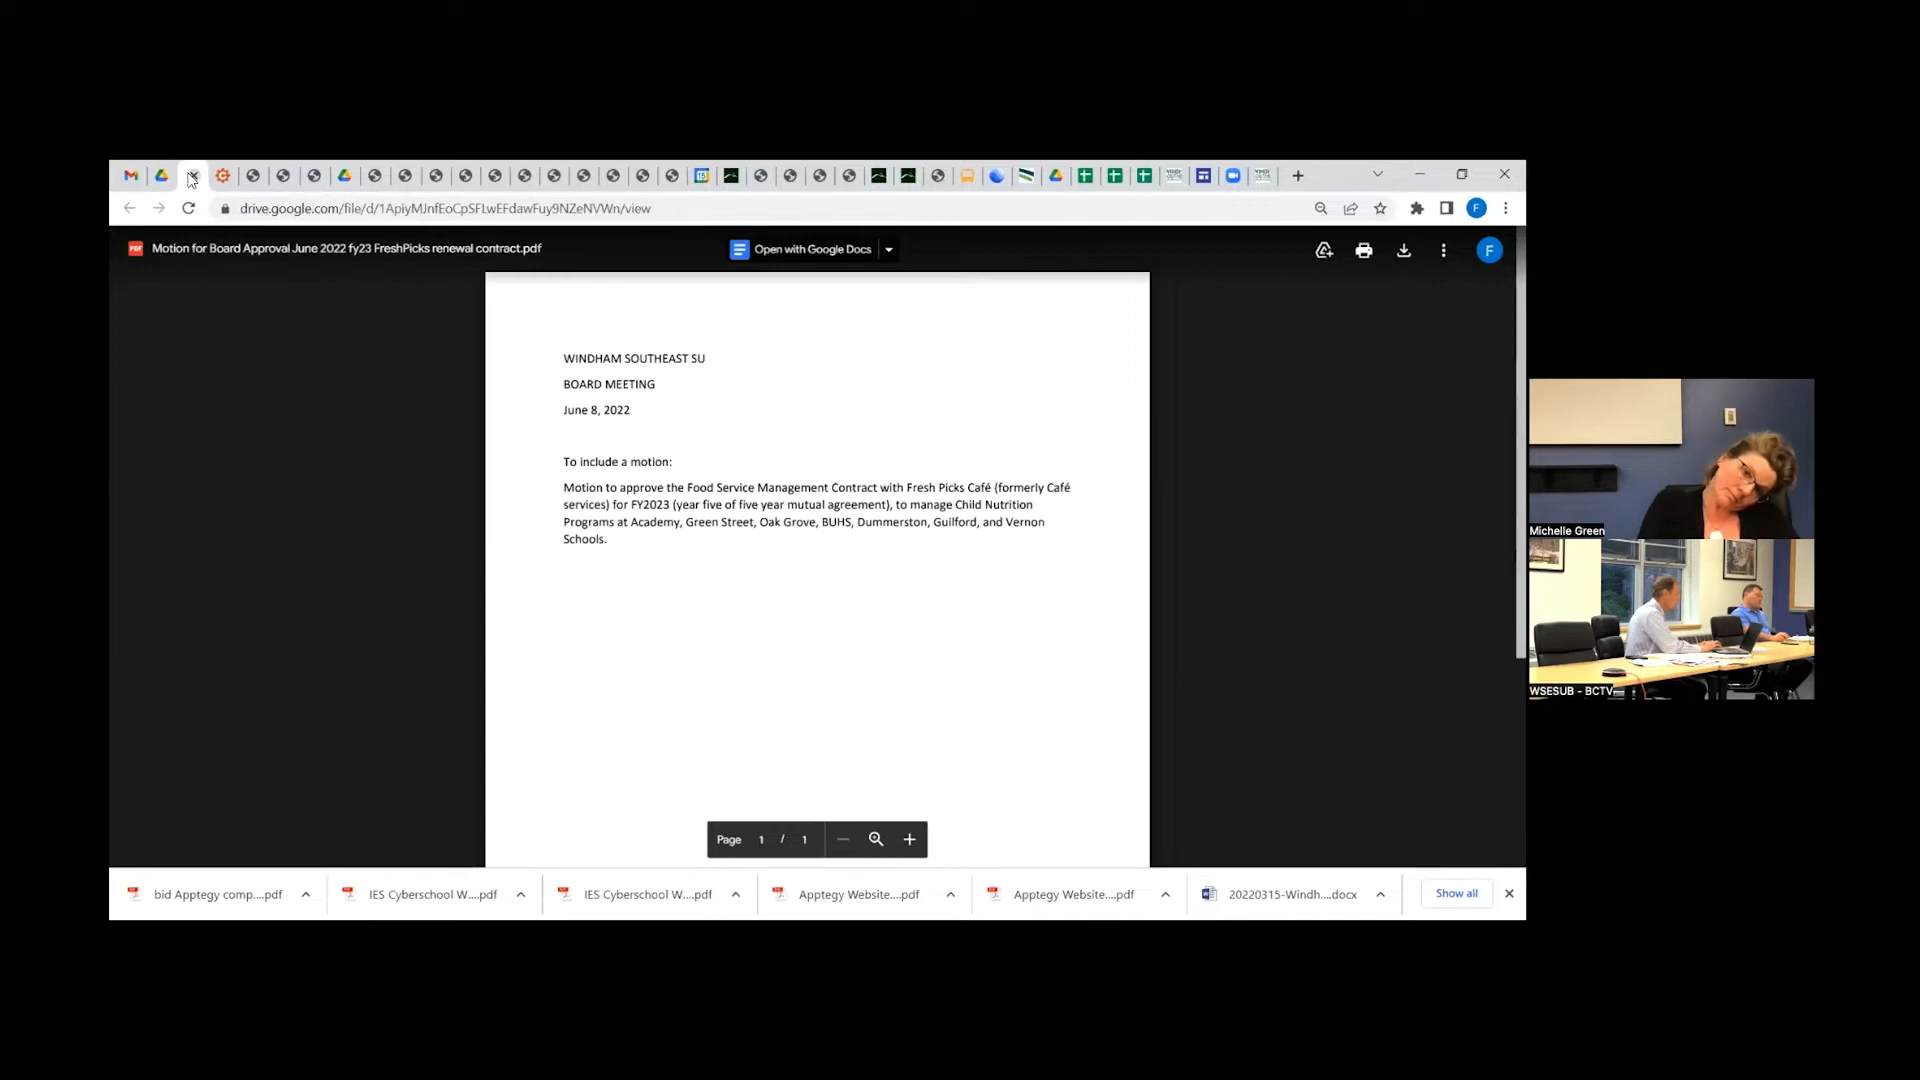 drive.google.com/file/d/1ApiyMJnfEoCpSFLwEFdawFuy9NZeNVWn/view
F
PDF
Motion for Board Approval June 2022 fy23 FreshPicks renewal contract.pdf
Open with Google Docs
F
WINDHAM SOUTHEAST SU
BOARD MEETING
June 8, 2022
To include a motion:
Motion to approve the Food Service Management Contract with Fresh Picks Café (formerly Café
services) for FY2023 (year five of five year mutual agreement), to manage Child Nutrition
Programs at Academy, Green Street, Oak Grove, BUHS, Dummerston, Guilford, and Vernon
Schools.
Page 1 / 1
bid Apptegy comp....pdf
IES Cyberschool W....pdf
IES Cyberschool W....pdf
Apptegy Website....pdf
Apptegy Website....pdf
20220315-Windh....docx
Show all
Michelle Green
WSESUB - BCTV